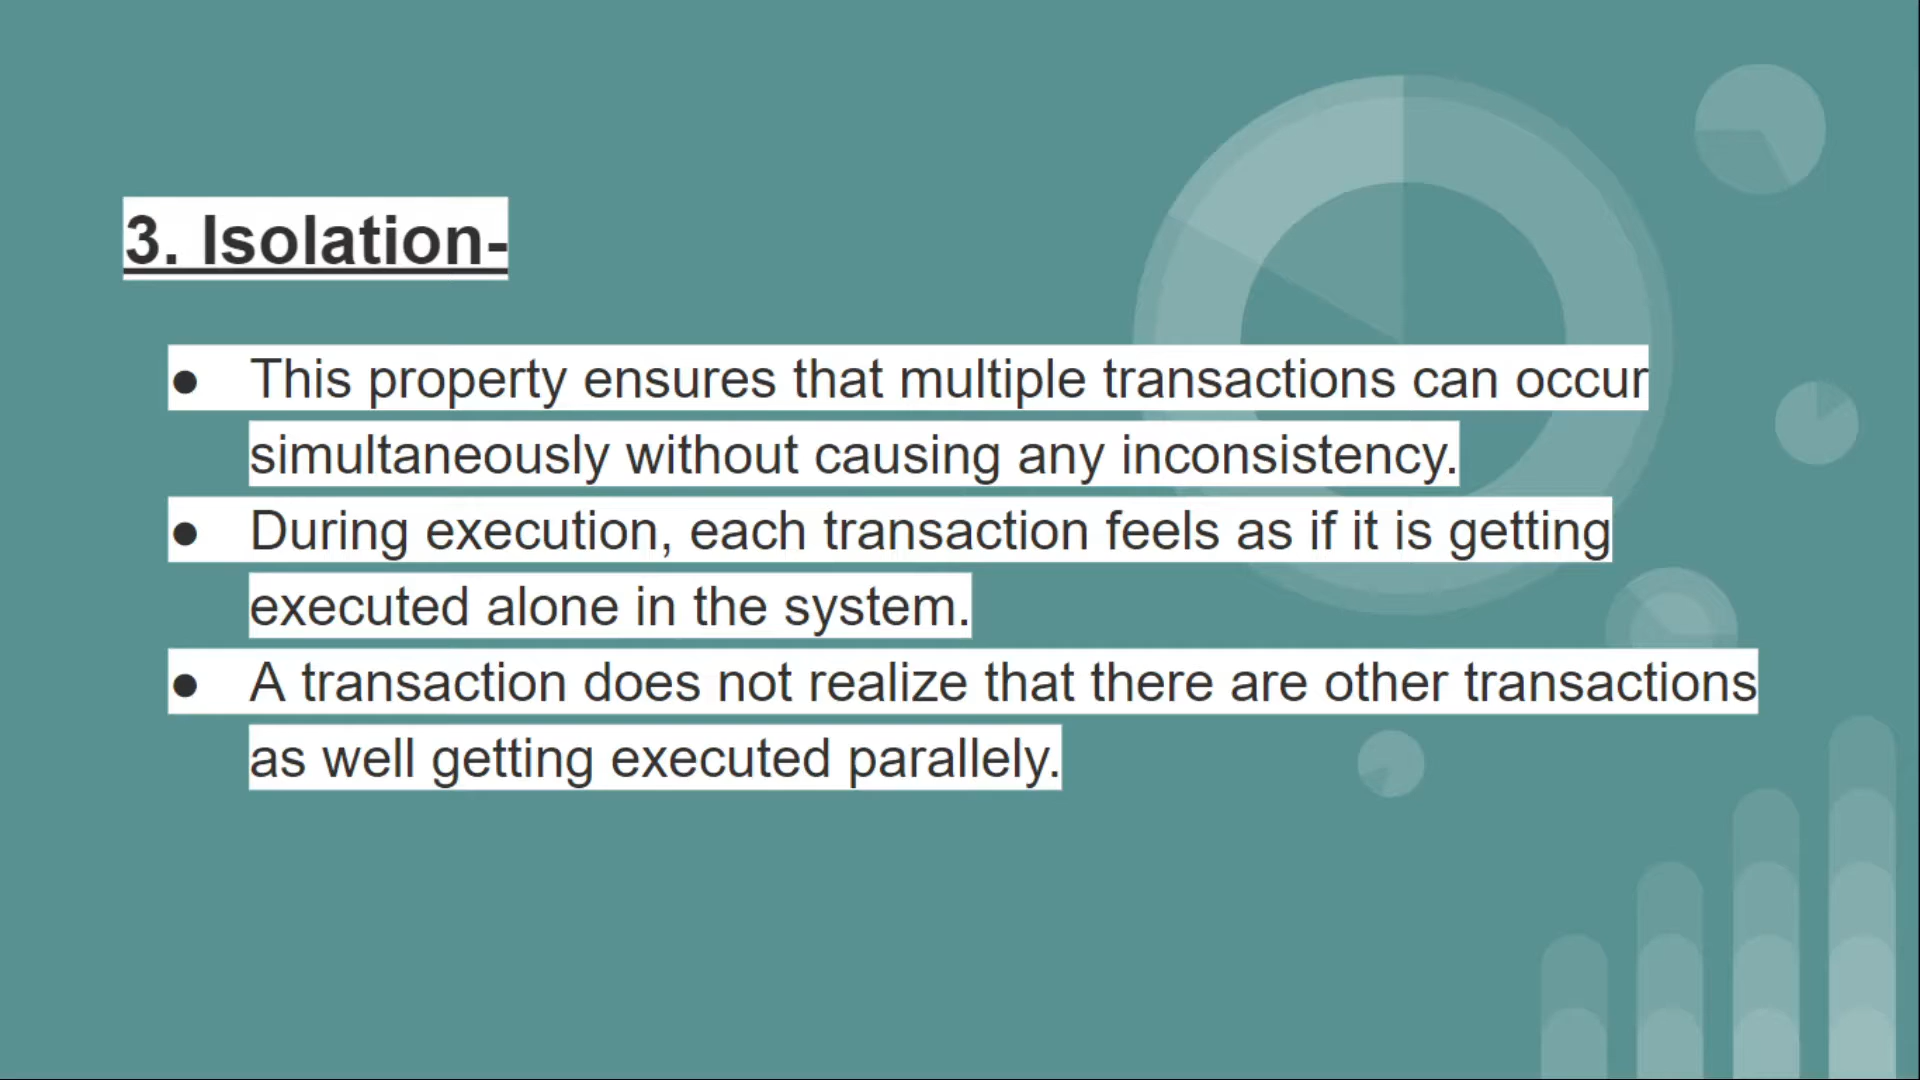 3. Isolation-
● This property ensures that multiple transactions can occur
simultaneously without causing any inconsistency.
● During execution, each transaction feels as if it is getting
executed alone in the system.
● A transaction does not realize that there are other transactions
as well getting executed parallely.